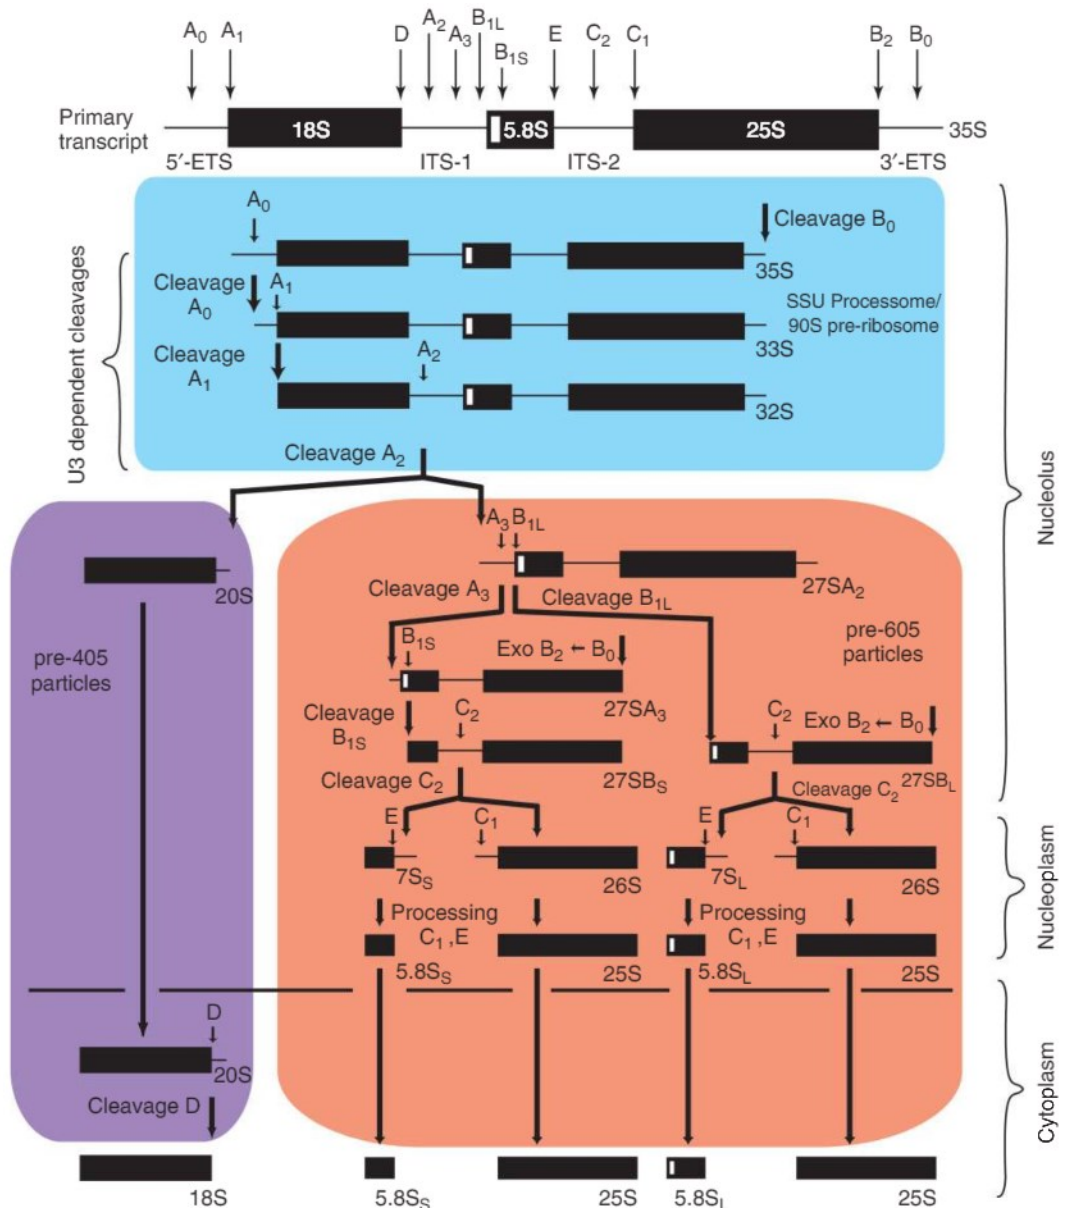 A0 A1 D A2 A3 B1L B1S E C2 C1 B2 B0
Primary
transcript
18S 5.8S 25S 35S
5′-ETS ITS-1 ITS-2 3′-ETS
A0 Cleavage B0
35S
Cleavage
A0
A1
SSU Processome/
90S pre-ribosome
33S
Cleavage
A1
A2
32S
U3 dependent cleavages
Cleavage A2
Nucleolus
A3 B1L
20S
27SA2
Cleavage A3 Cleavage B1L
pre-405
particles
B1S Exo B2 ← B0
pre-605
particles
27SA3
Cleavage
B1S
C2
27SBS
C2 Exo B2 ← B0
27SBL
Cleavage C2 Cleavage C2
E C1 E C1
7SS 26S 7SL 26S
Nucleoplasm
Processing
C1 ,E
Processing
C1 ,E
5.8SS 25S 5.8SL 25S
D
20S
Cleavage D
Cytoplasm
18S 5.8SS 25S 5.8SL 25S